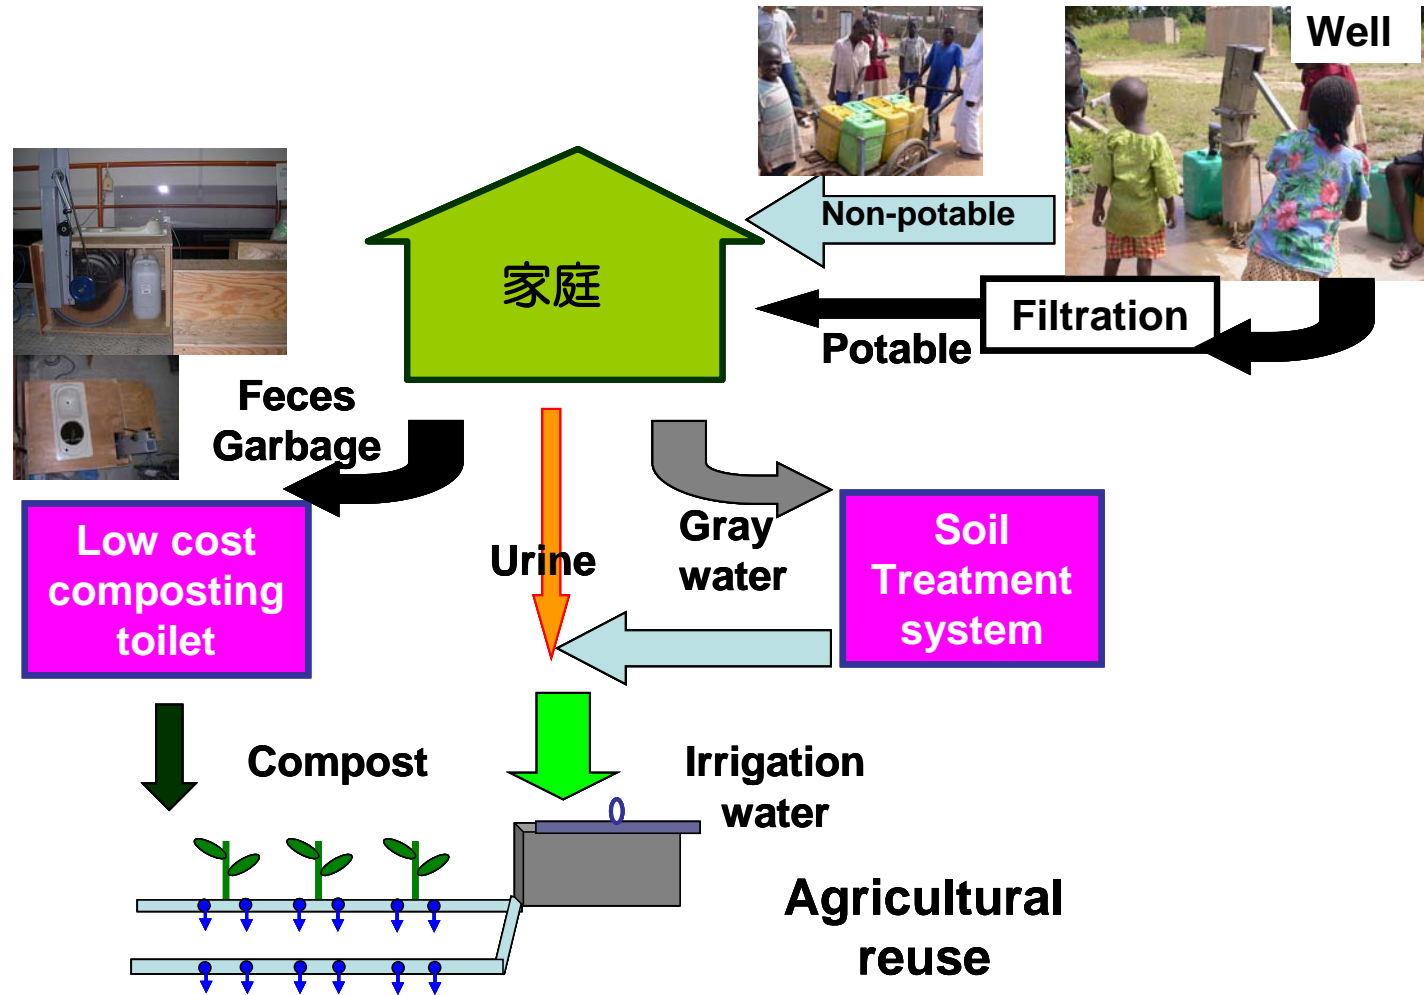 Well
Non-potable
家庭
Filtration
Potable
Feces
Garbage
Low cost
composting
toilet
Urine
Gray
water
Soil
Treatment
system
Compost
Irrigation
water
Agricultural
reuse